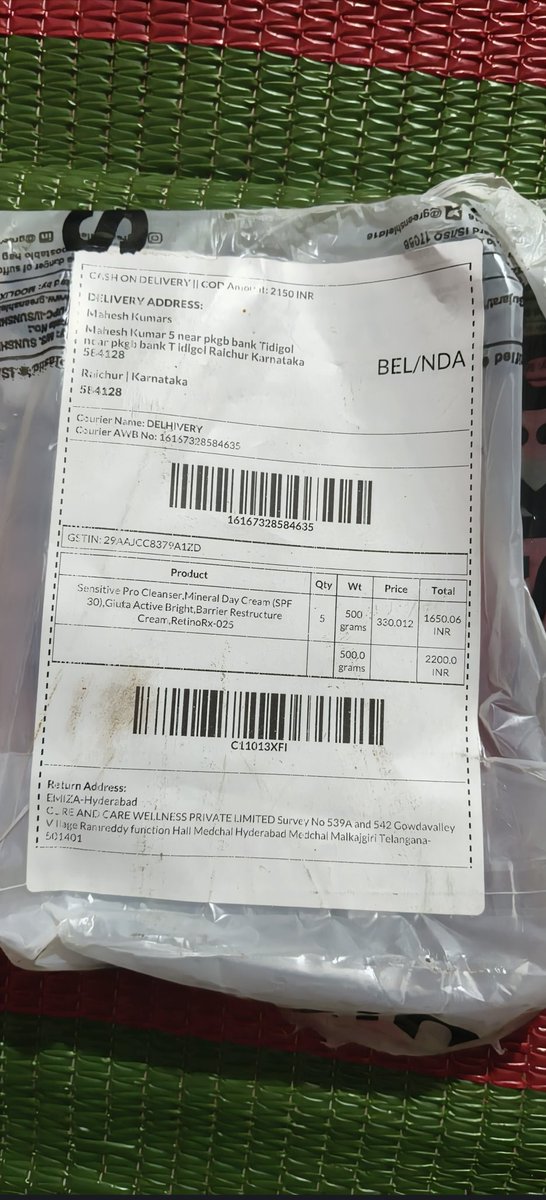 S
@greenabletare
IS/ISO 17088
CASH ON DELIVERY || COD Amount: 2150 INR
DELIVERY ADDRESS:
Mahesh Kumars
Mahesh Kumar 5 near pkgb bank Tidigol
near pkgb bank Tidigol Raichur Karnataka
584128
Raichur | Karnataka
584128
BEL/NDA
Courier Name: DELHIVERY
Courier AWB No: 16167328584635
16167328584635
GSTIN: 29AAJCC8379A1ZD
Product Qty Wt Price Total
Sensitive Pro Cleanser,Mineral Day Cream (SPF
30),Gluta Active Bright,Barrier Restructure
Cream,RetinoRx-025
5 500 grams 330.012 1650.06 INR
500.0 grams 2200.0 INR
C11013XFI
Return Address:
EMIZA-Hyderabad
CURE AND CARE WELLNESS PRIVATE LIMITED Survey No 539A and 542 Gowdavalley
Village Ramreddy function Hall Medchal Hyderabad Medchal Malkajgiri Telangana-
501401